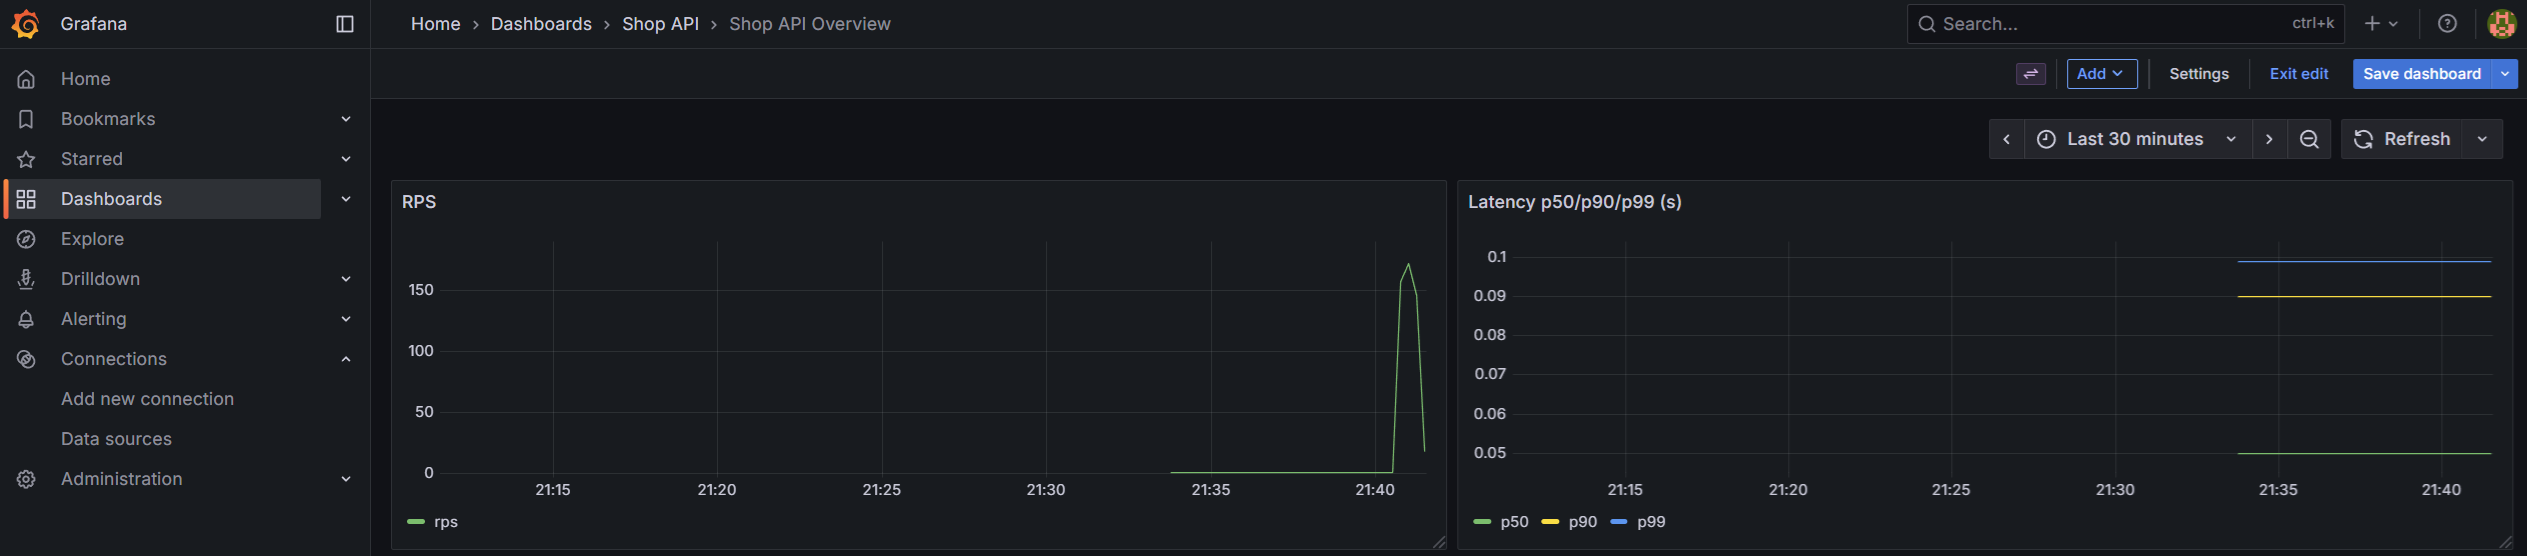 Grafana
Home › Dashboards › Shop API › Shop API Overview
Search...
ctrl+k
Home
Bookmarks
Starred
Dashboards
Explore
Drilldown
Alerting
Connections
Add new connection
Data sources
Administration
Add
Settings
Exit edit
Save dashboard
Last 30 minutes
Refresh
RPS
150
100
50
0
21:15 21:20 21:25 21:30 21:35 21:40
rps
Latency p50/p90/p99 (s)
0.1
0.09
0.08
0.07
0.06
0.05
21:15 21:20 21:25 21:30 21:35 21:40
p50 p90 p99